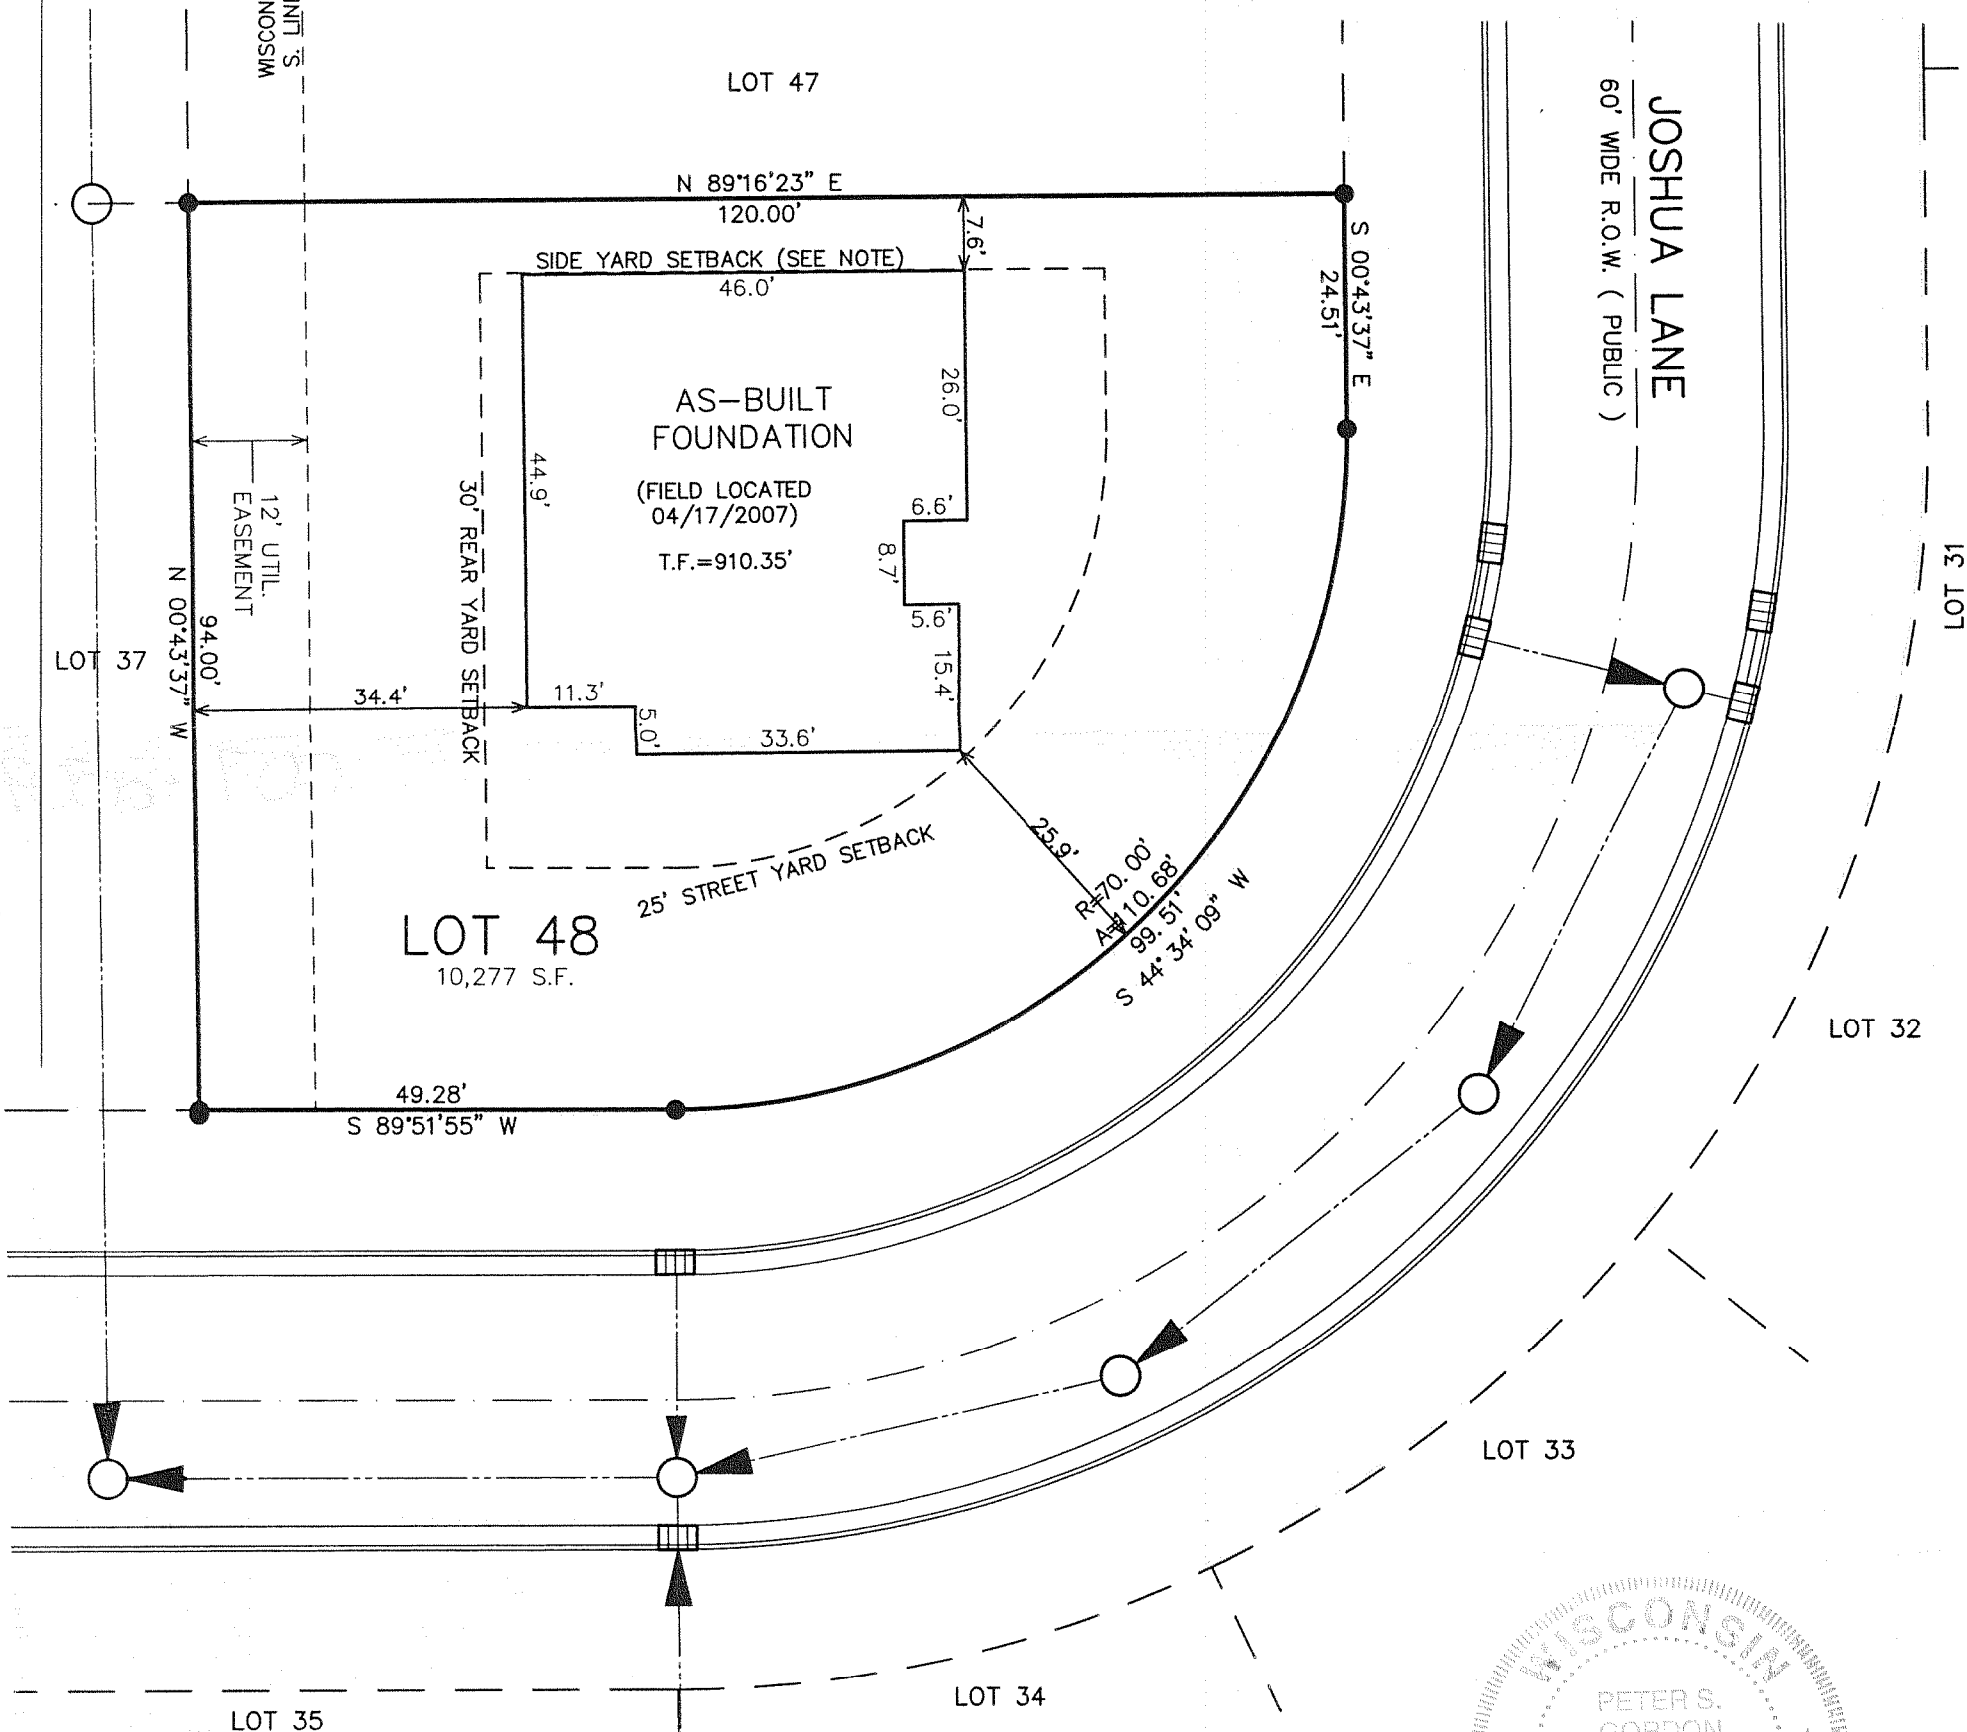 S. LINN
WISCON
LOT 47
JOSHUA LANE
60' WIDE R.O.W. ( PUBLIC )
LOT 31
N 89°16'23" E
120.00'
7.6'
S 00°43'37" E
24.51'
SIDE YARD SETBACK (SEE NOTE)
46.0'
AS-BUILT
FOUNDATION
(FIELD LOCATED
04/17/2007)
T.F.=910.35'
26.0'
6.6'
8.7'
5.6'
15.4'
44.9'
30' REAR YARD SETBACK
12' UTIL.
EASEMENT
94.00'
N 00°43'37" W
LOT 37
34.4'
11.3'
5.0'
33.6'
25.9'
R=70.00'
A=110.68'
99.51'
S 44°34'09" W
25' STREET YARD SETBACK
LOT 48
10,277 S.F.
49.28'
S 89°51'55" W
LOT 32
LOT 33
LOT 34
LOT 35
WISCONSIN
PETER S.
GORDON